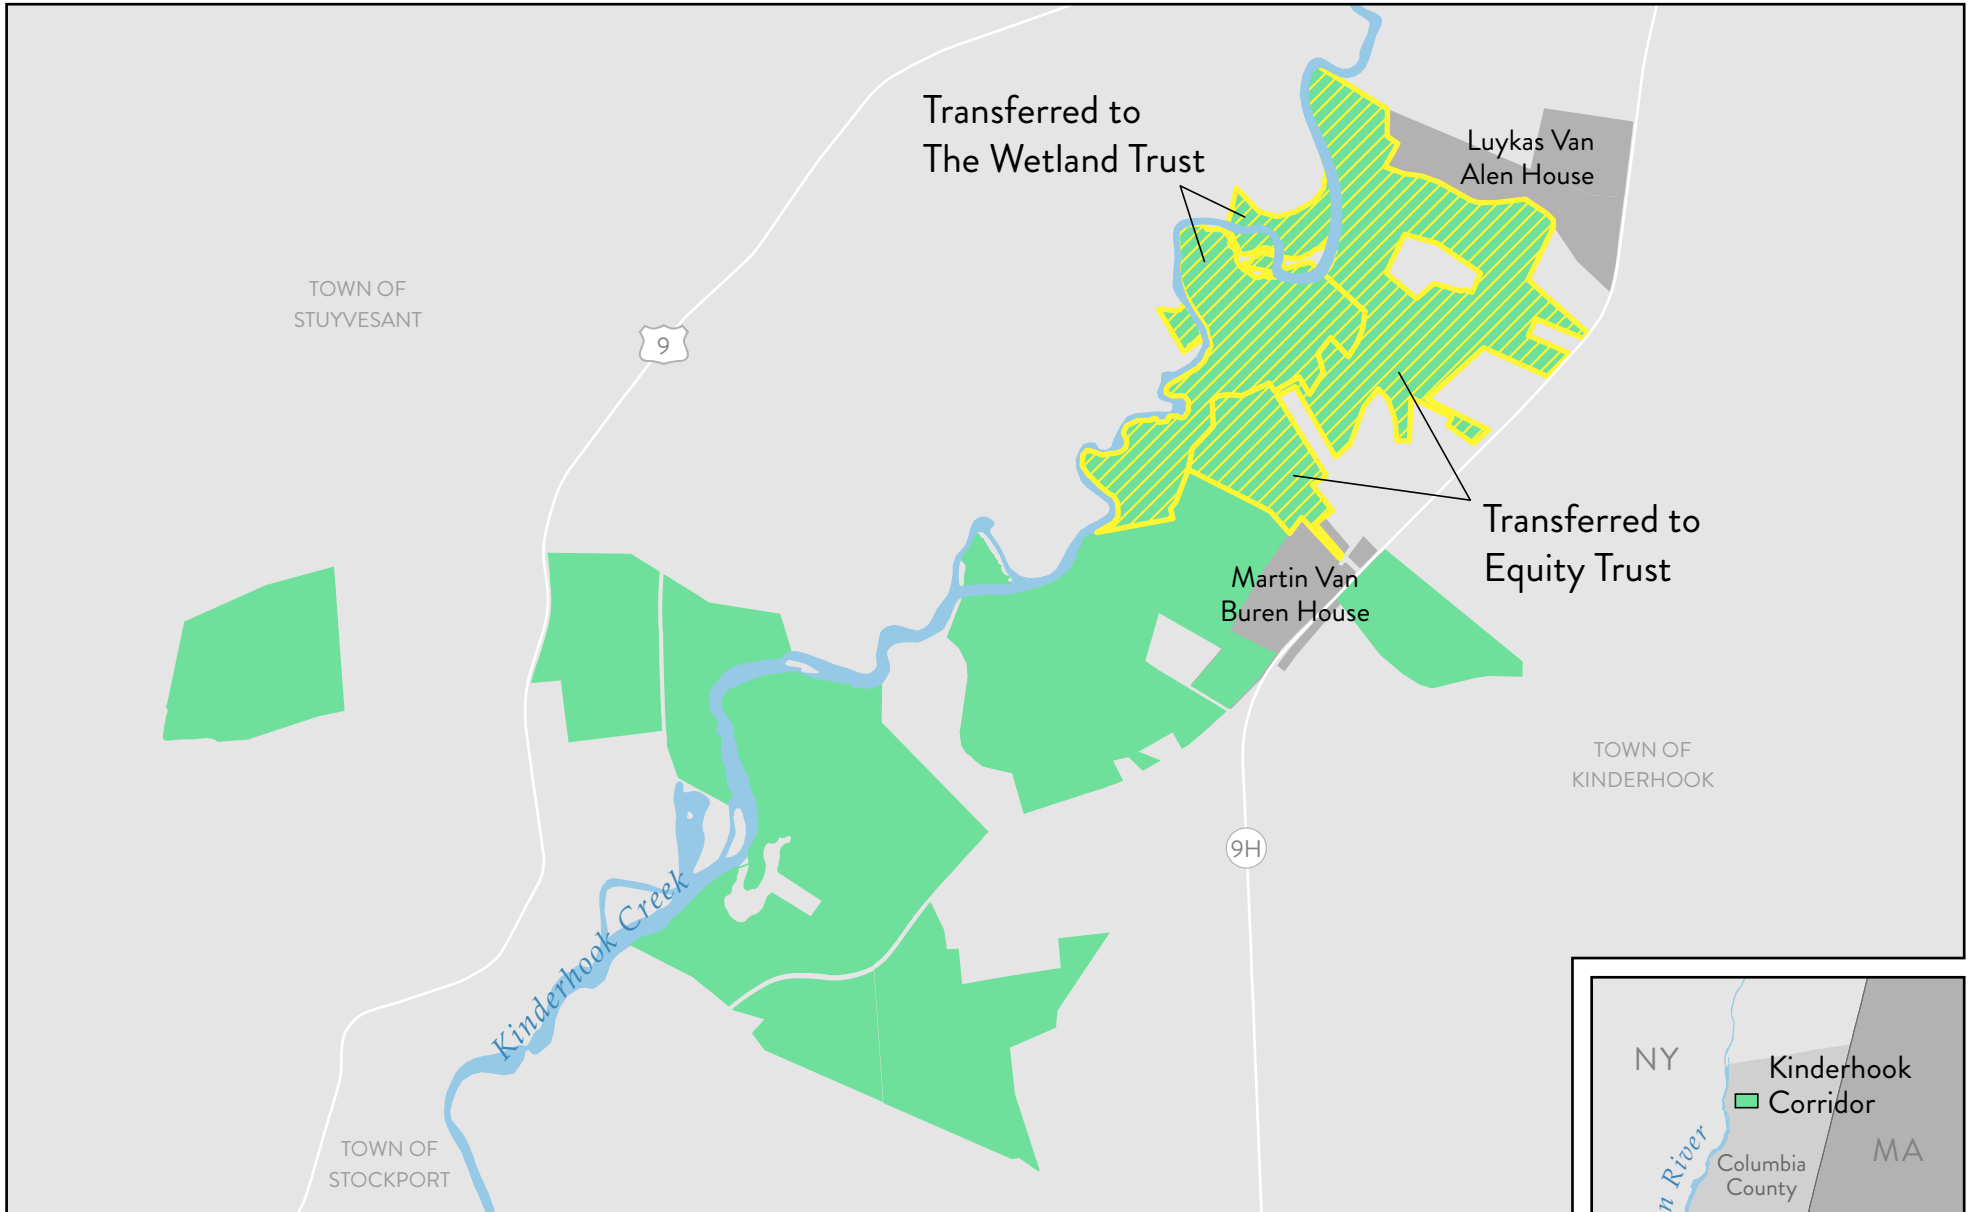 Transferred to
The Wetland Trust
Luykas Van
Alen House
TOWN OF
STUYVESANT
9
Transferred to
Equity Trust
Martin Van
Buren House
TOWN OF
KINDERHOOK
9H
Kinderhook Creek
TOWN OF
STOCKPORT
NY
Kinderhook
Corridor
MA
Columbia
County
n River